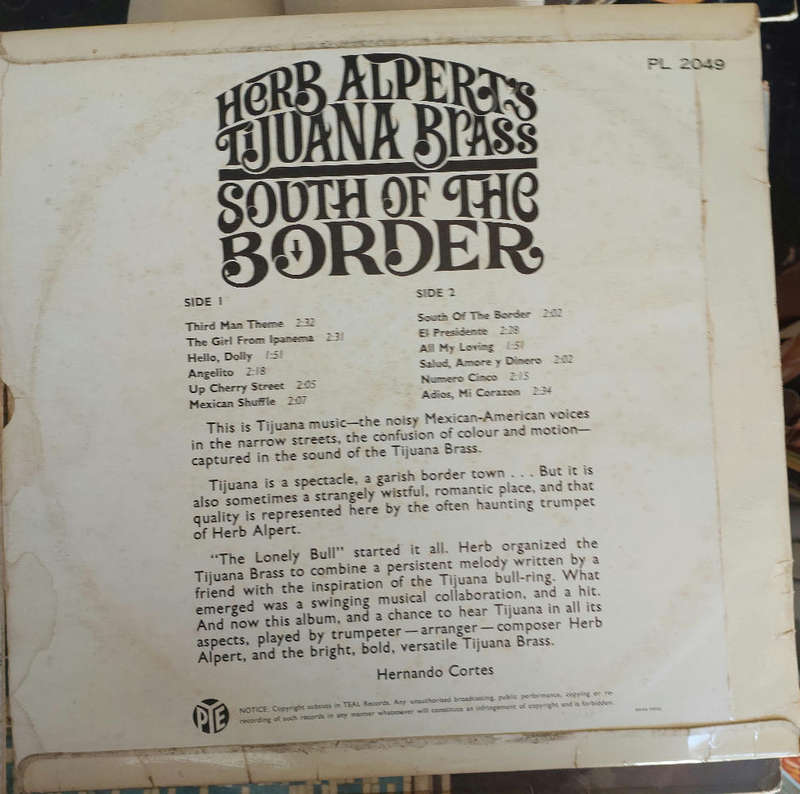 PL 2049
HERB ALPERT'S
TIJUANA BRASS
SOUTH OF THE
BORDER
SIDE 1
Third Man Theme 2:32
The Girl From Ipanema 2:31
Hello, Dolly 1:51
Angelito 2:18
Up Cherry Street 2:05
Mexican Shuffle 2:07
SIDE 2
South Of The Border 2:02
El Presidente 2:28
All My Loving 1:51
Salud, Amore y Dinero 2:02
Numero Cinco 2:15
Adios, Mi Corazon 2:34
This is Tijuana music—the noisy Mexican-American voices
in the narrow streets, the confusion of colour and motion—
captured in the sound of the Tijuana Brass.
Tijuana is a spectacle, a garish border town . . . But it is
also sometimes a strangely wistful, romantic place, and that
quality is represented here by the often haunting trumpet
of Herb Alpert.
"The Lonely Bull" started it all. Herb organized the
Tijuana Brass to combine a persistent melody written by a
friend with the inspiration of the Tijuana bull-ring. What
emerged was a swinging musical collaboration, and a hit.
And now this album, and a chance to hear Tijuana in all its
aspects, played by trumpeter—arranger—composer Herb
Alpert, and the bright, bold, versatile Tijuana Brass.
Hernando Cortes
PYE
NOTICE: Copyright subsists in TEAL Records. Any unauthorised broadcasting, public performance, copying or re-
recording of such records in any manner whatsoever will constitute an infringement of copyright and is forbidden.